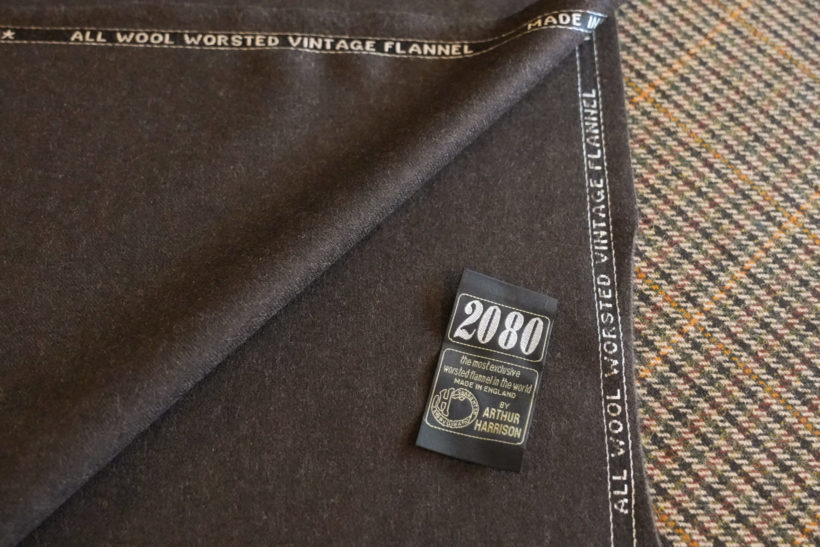 * ALL WOOL WORSTED VINTAGE FLANNEL MADE IN
ALL WOOL WORSTED VINTAGE FLANNEL
2080
the most exclusive
worsted flannel in the world
MADE IN ENGLAND
BY
ARTHUR
HARRISON